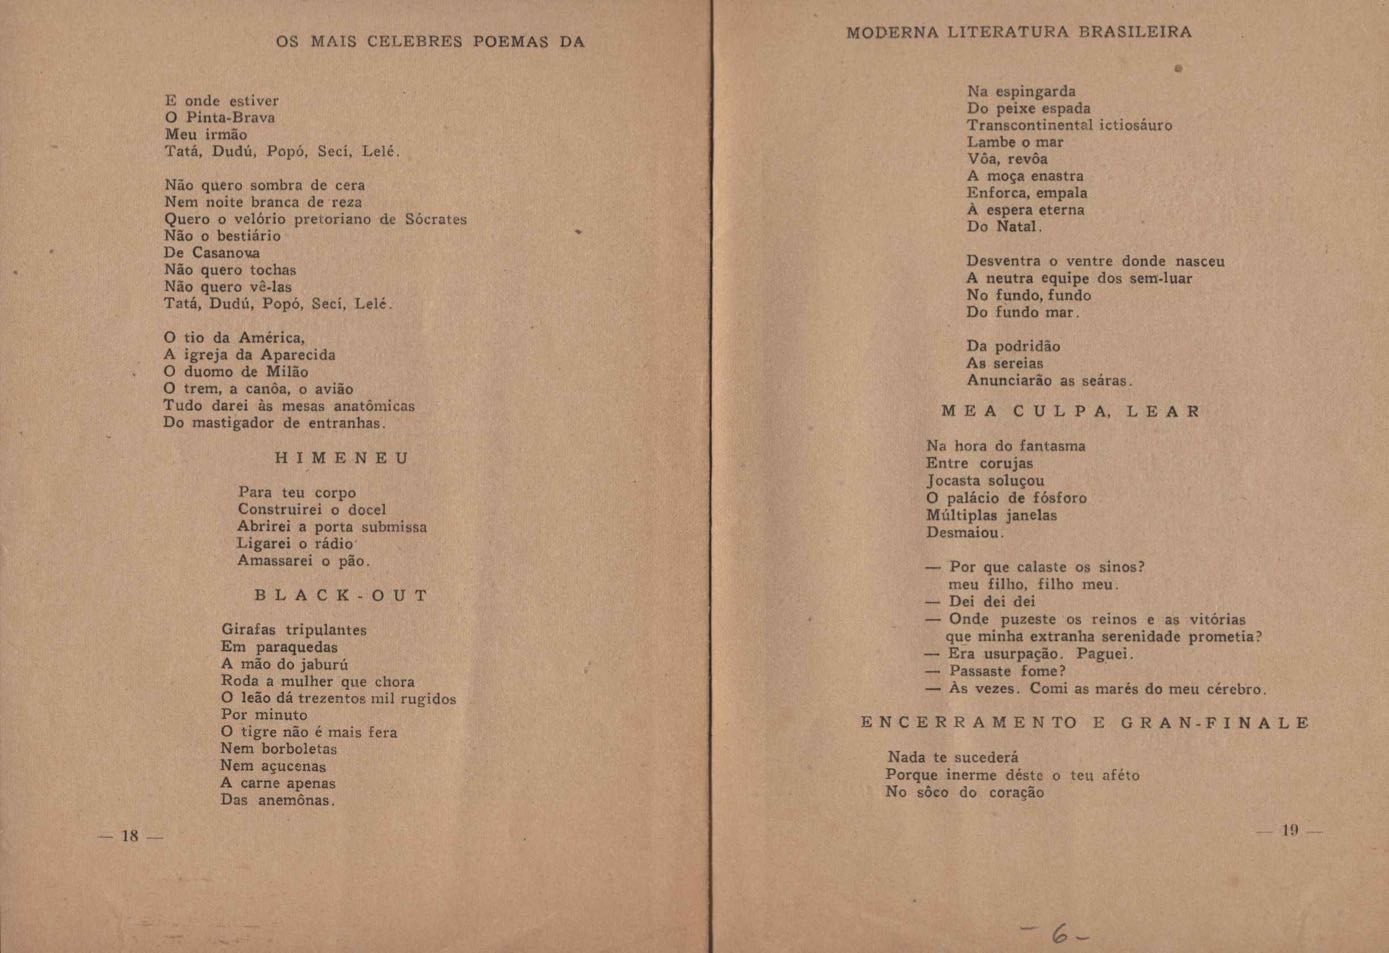 OS MAIS CELEBRES POEMAS DA
E onde estiver
O Pinta-Brava
Meu irmão
Tatá, Dudú, Popó, Secí, Lelé.
Não quero sombra de cera
Nem noite branca de reza
Quero o velório pretoriano de Sócrates
Não o bestiário
De Casanova
Não quero tochas
Não quero vê-las
Tatá, Dudú, Popó, Secí, Lelé.
O tio da América,
A igreja da Aparecida
O duomo de Milão
O trem, a canôa, o avião
Tudo darei às mesas anatômicas
Do mastigador de entranhas.
HIMENEU
Para teu corpo
Construirei o docel
Abrirei a porta submissa
Ligarei o rádio
Amassarei o pão.
BLACK-OUT
Girafas tripulantes
Em paraquedas
A mão do jaburú
Roda a mulher que chora
O leão dá trezentos mil rugidos
Por minuto
O tigre não é mais fera
Nem borboletas
Nem açucenas
A carne apenas
Das anemônas.
— 18 —
MODERNA LITERATURA BRASILEIRA
Na espingarda
Do peixe espada
Transcontinental ictiosáuro
Lambe o mar
Vôa, revôa
A moça enastra
Enforca, empala
À espera eterna
Do Natal.
Desventra o ventre donde nasceu
A neutra equipe dos sem-luar
No fundo, fundo
Do fundo mar.
Da podridão
As sereias
Anunciarão as seáras.
MEA CULPA, LEAR
Na hora do fantasma
Entre corujas
Jocasta soluçou
O palácio de fósforo
Múltiplas janelas
Desmaiou.
— Por que calaste os sinos?
meu filho, filho meu.
— Dei dei dei
— Onde puzeste os reinos e as vitórias
que minha extranha serenidade prometia?
— Era usurpação. Paguei.
— Passaste fome?
— Às vezes. Comi as marés do meu cérebro.
ENCERRAMENTO E GRAN-FINALE
Nada te sucederá
Porque inerme déste o teu aféto
No sôco do coração
— 19 —
- 6 -